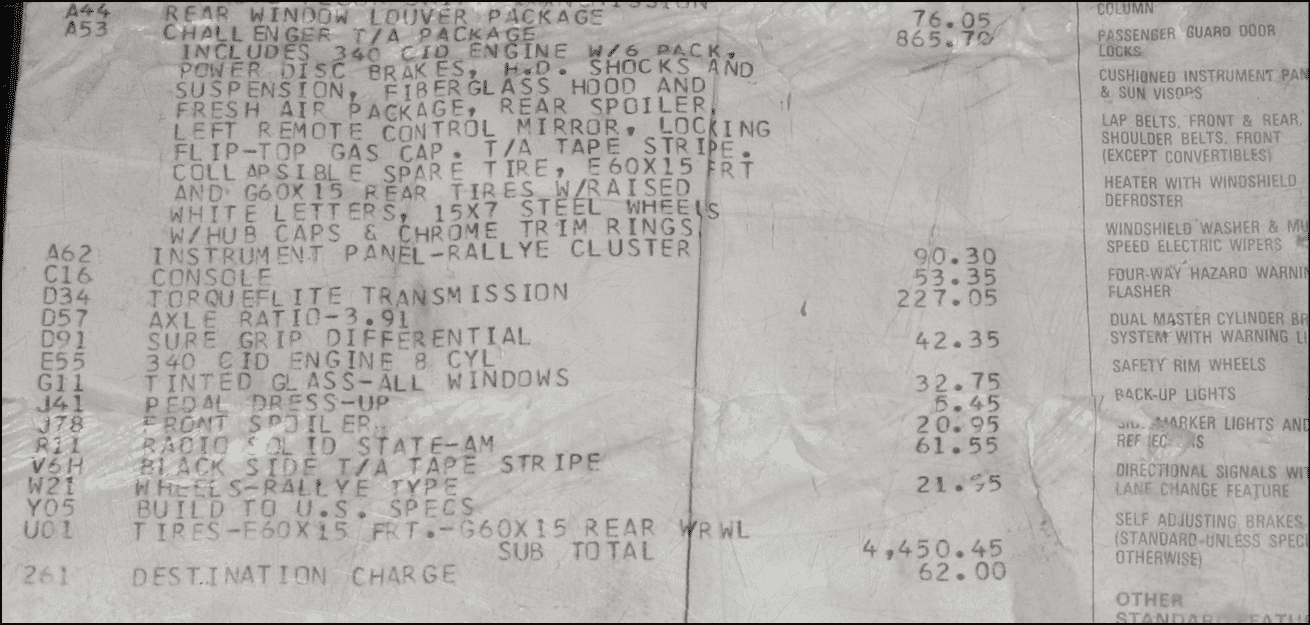 A44 REAR WINDOW LOUVER PACKAGE 76.05
A53 CHALLENGER T/A PACKAGE 865.70
INCLUDES 340 CID ENGINE W/6 PACK,
POWER DISC BRAKES, H.D. SHOCKS AND
SUSPENSION, FIBERGLASS HOOD AND
FRESH AIR PACKAGE, REAR SPOILER,
LEFT REMOTE CONTROL MIRROR, LOCKING
FLIP-TOP GAS CAP. T/A TAPE STRIPE.
COLLAPSIBLE SPARE TIRE, E60X15 FRT
AND G60X15 REAR TIRES W/RAISED
WHITE LETTERS, 15X7 STEEL WHEELS
W/HUB CAPS & CHROME TRIM RINGS
A62 INSTRUMENT PANEL-RALLYE CLUSTER 90.30
C16 CONSOLE 53.35
D34 TORQUEFLITE TRANSMISSION 227.05
D57 AXLE RATIO-3.91
D91 SURE GRIP DIFFERENTIAL 42.35
E55 340 CID ENGINE 8 CYL
G11 TINTED GLASS-ALL WINDOWS 32.75
J41 PEDAL DRESS-UP 5.45
J78 FRONT SPOILER 20.95
R11 RADIO SOLID STATE-AM 61.55
V6H BLACK SIDE T/A TAPE STRIPE
W21 WHEELS-RALLYE TYPE
Y05 BUILD TO U.S. SPECS
U01 TIRES-E60X15 FRT.-G60X15 REAR WRWL
SUB TOTAL 4,450.45
261 DESTINATION CHARGE 62.00
COLUMN
PASSENGER GUARD DOOR
LOCKS
CUSHIONED INSTRUMENT PAN
& SUN VISORS
LAP BELTS, FRONT & REAR,
SHOULDER BELTS, FRONT
(EXCEPT CONVERTIBLES)
HEATER WITH WINDSHIELD
DEFROSTER
WINDSHIELD WASHER & MU
SPEED ELECTRIC WIPERS
FOUR-WAY HAZARD WARNIN
FLASHER
DUAL MASTER CYLINDER BR
SYSTEM WITH WARNING LI
SAFETY RIM WHEELS
BACK-UP LIGHTS
MARKER LIGHTS AND
DIRECTIONAL SIGNALS WIT
LANE CHANGE FEATURE
SELF ADJUSTING BRAKES
(STANDARD UNLESS SPECI
OTHERWISE)
OTHER
STANDARD FEATU